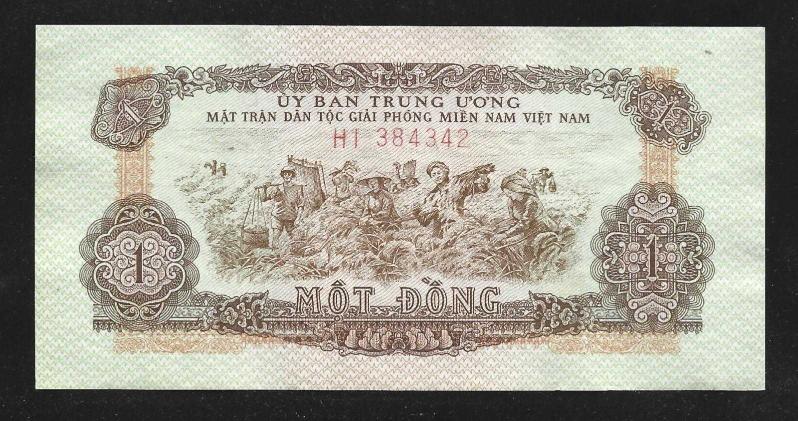 ỦY BAN TRUNG ƯƠNG
MẶT TRẬN DÂN TỘC GIẢI PHÓNG MIỀN NAM VIỆT NAM
HI 384342
1 1
1 1
MỘT ĐỒNG